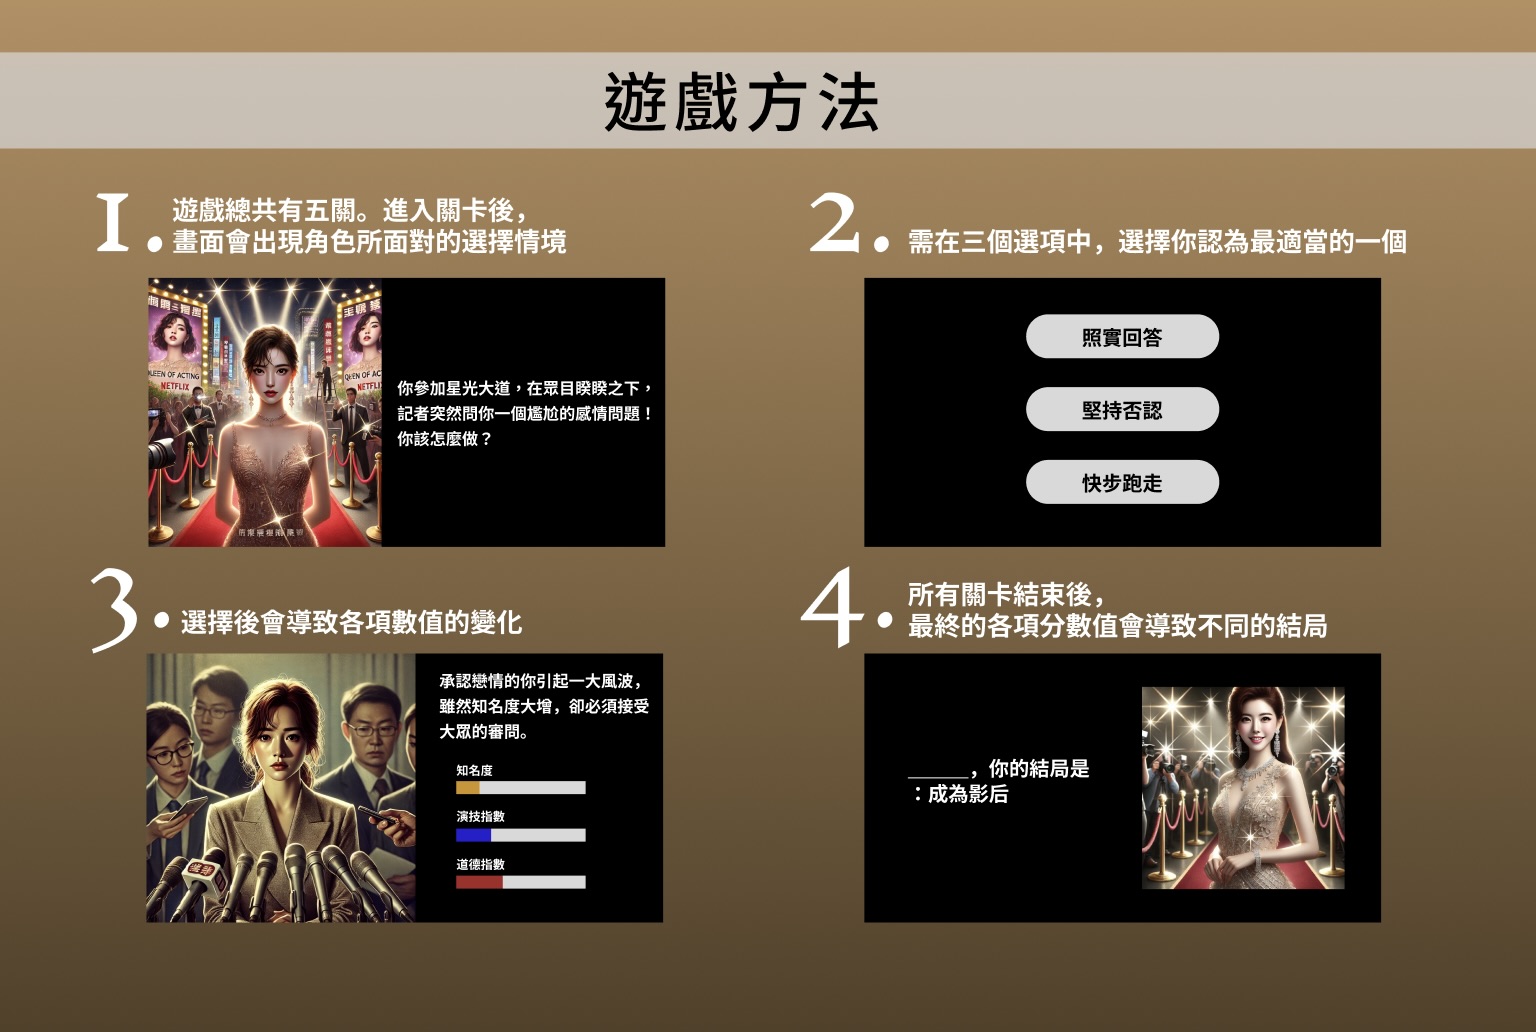 遊戲方法
1.
遊戲總共有五關。進入關卡後，
畫面會出現角色所面對的選擇情境
QUEEN OF ACTING
NETFLIX
QUEEN OF ACTING
NETFLIX
你參加星光大道，在眾目睽睽之下，
記者突然問你一個尷尬的感情問題！
你該怎麼做？
2.
需在三個選項中，選擇你認為最適當的一個
照實回答
堅持否認
快步跑走
3.
選擇後會導致各項數值的變化
承認戀情的你引起一大風波，
雖然知名度大增，卻必須接受
大眾的審問。
知名度
演技指數
道德指數
4.
所有關卡結束後，
最終的各項分數值會導致不同的結局
______，你的結局是
：成為影后